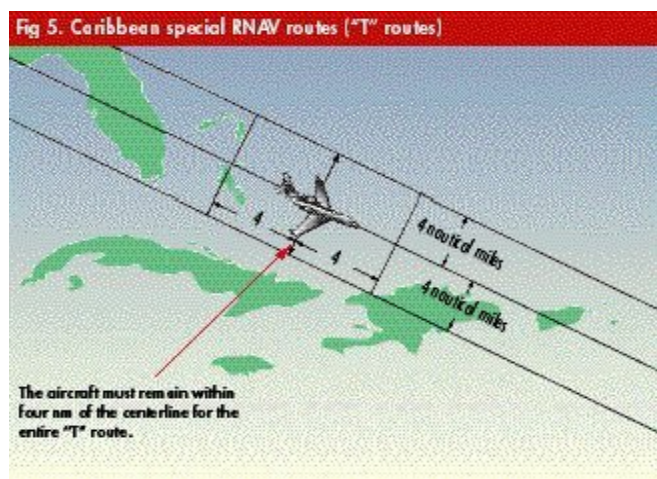 Fig 5. Caribbean special RNAV routes ("T" routes)
4
4
4 nautical miles
4 nautical miles
The aircraft must remain within
four nm of the centerline for the
entire "T" route.